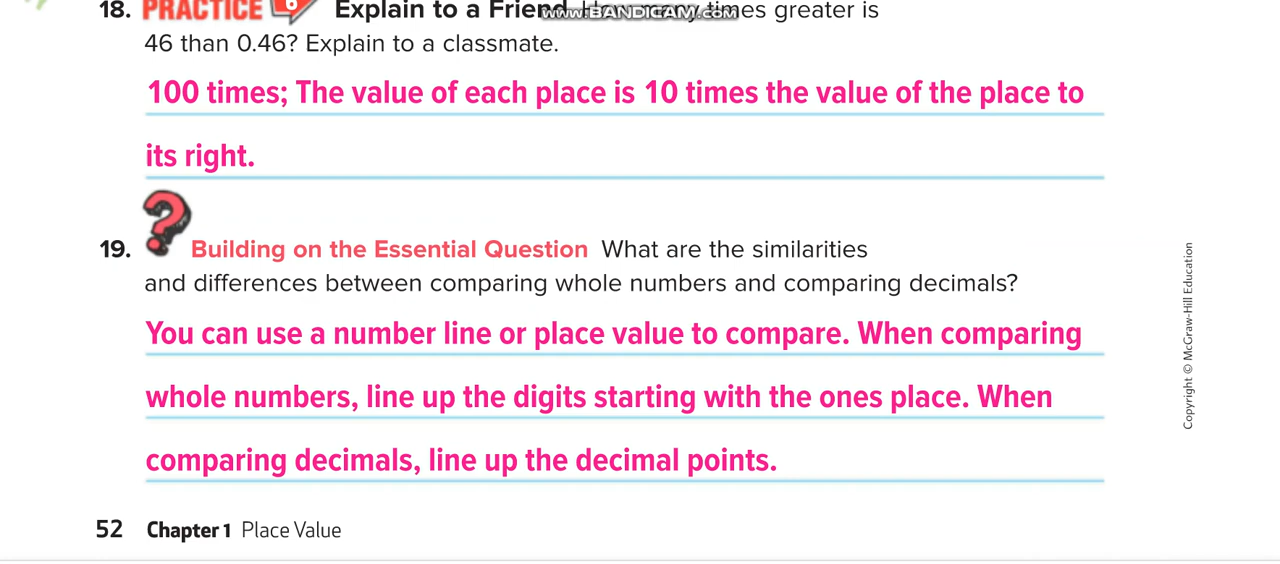 18. PRACTICE 6 Explain to a Friend How many times greater is
www.BANDICAM.com
46 than 0.46? Explain to a classmate.
100 times; The value of each place is 10 times the value of the place to
its right.
19. Building on the Essential Question What are the similarities
and differences between comparing whole numbers and comparing decimals?
You can use a number line or place value to compare. When comparing
whole numbers, line up the digits starting with the ones place. When
comparing decimals, line up the decimal points.
Copyright © McGraw-Hill Education
52 Chapter 1 Place Value